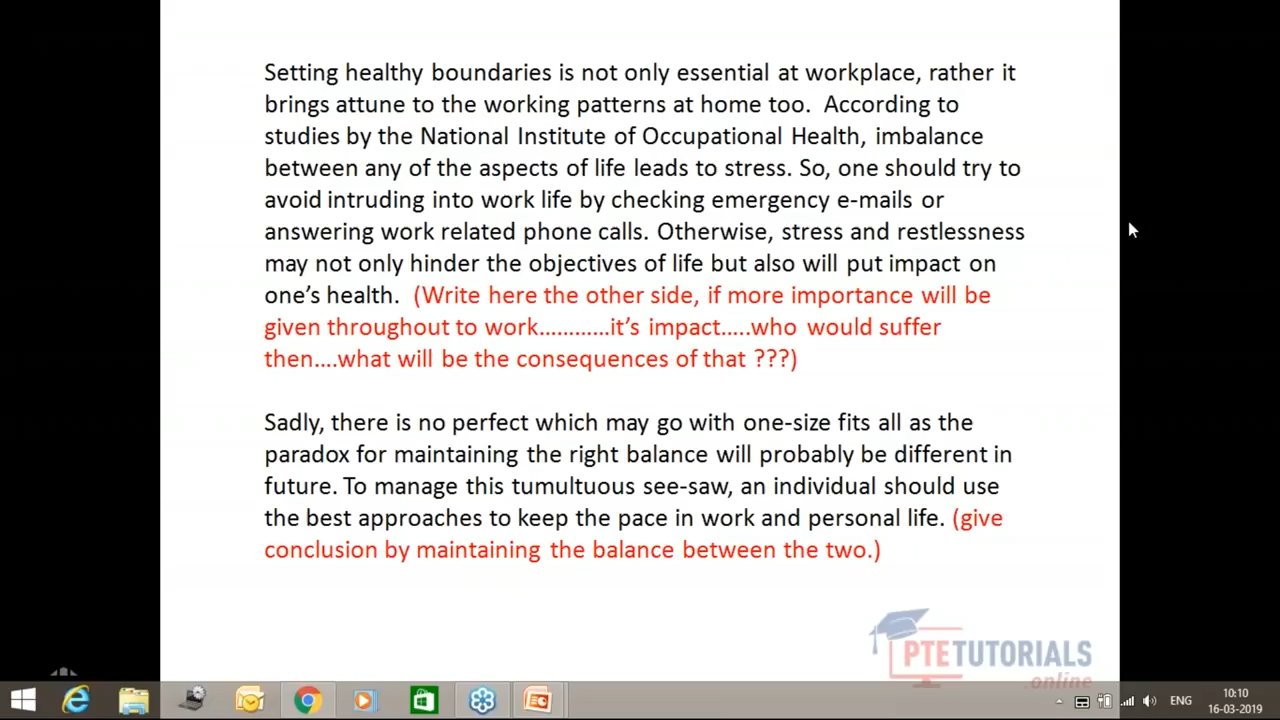 Setting healthy boundaries is not only essential at workplace, rather it
brings attune to the working patterns at home too.  According to
studies by the National Institute of Occupational Health, imbalance
between any of the aspects of life leads to stress. So, one should try to
avoid intruding into work life by checking emergency e-mails or
answering work related phone calls. Otherwise, stress and restlessness
may not only hinder the objectives of life but also will put impact on
one's health.  (Write here the other side, if more importance will be
given throughout to work............it's impact.....who would suffer
then....what will be the consequences of that ???)
Sadly, there is no perfect which may go with one-size fits all as the
paradox for maintaining the right balance will probably be different in
future. To manage this tumultuous see-saw, an individual should use
the best approaches to keep the pace in work and personal life. (give
conclusion by maintaining the balance between the two.)
PTETUTORIALS
.online
ENG
10:10
16-03-2019